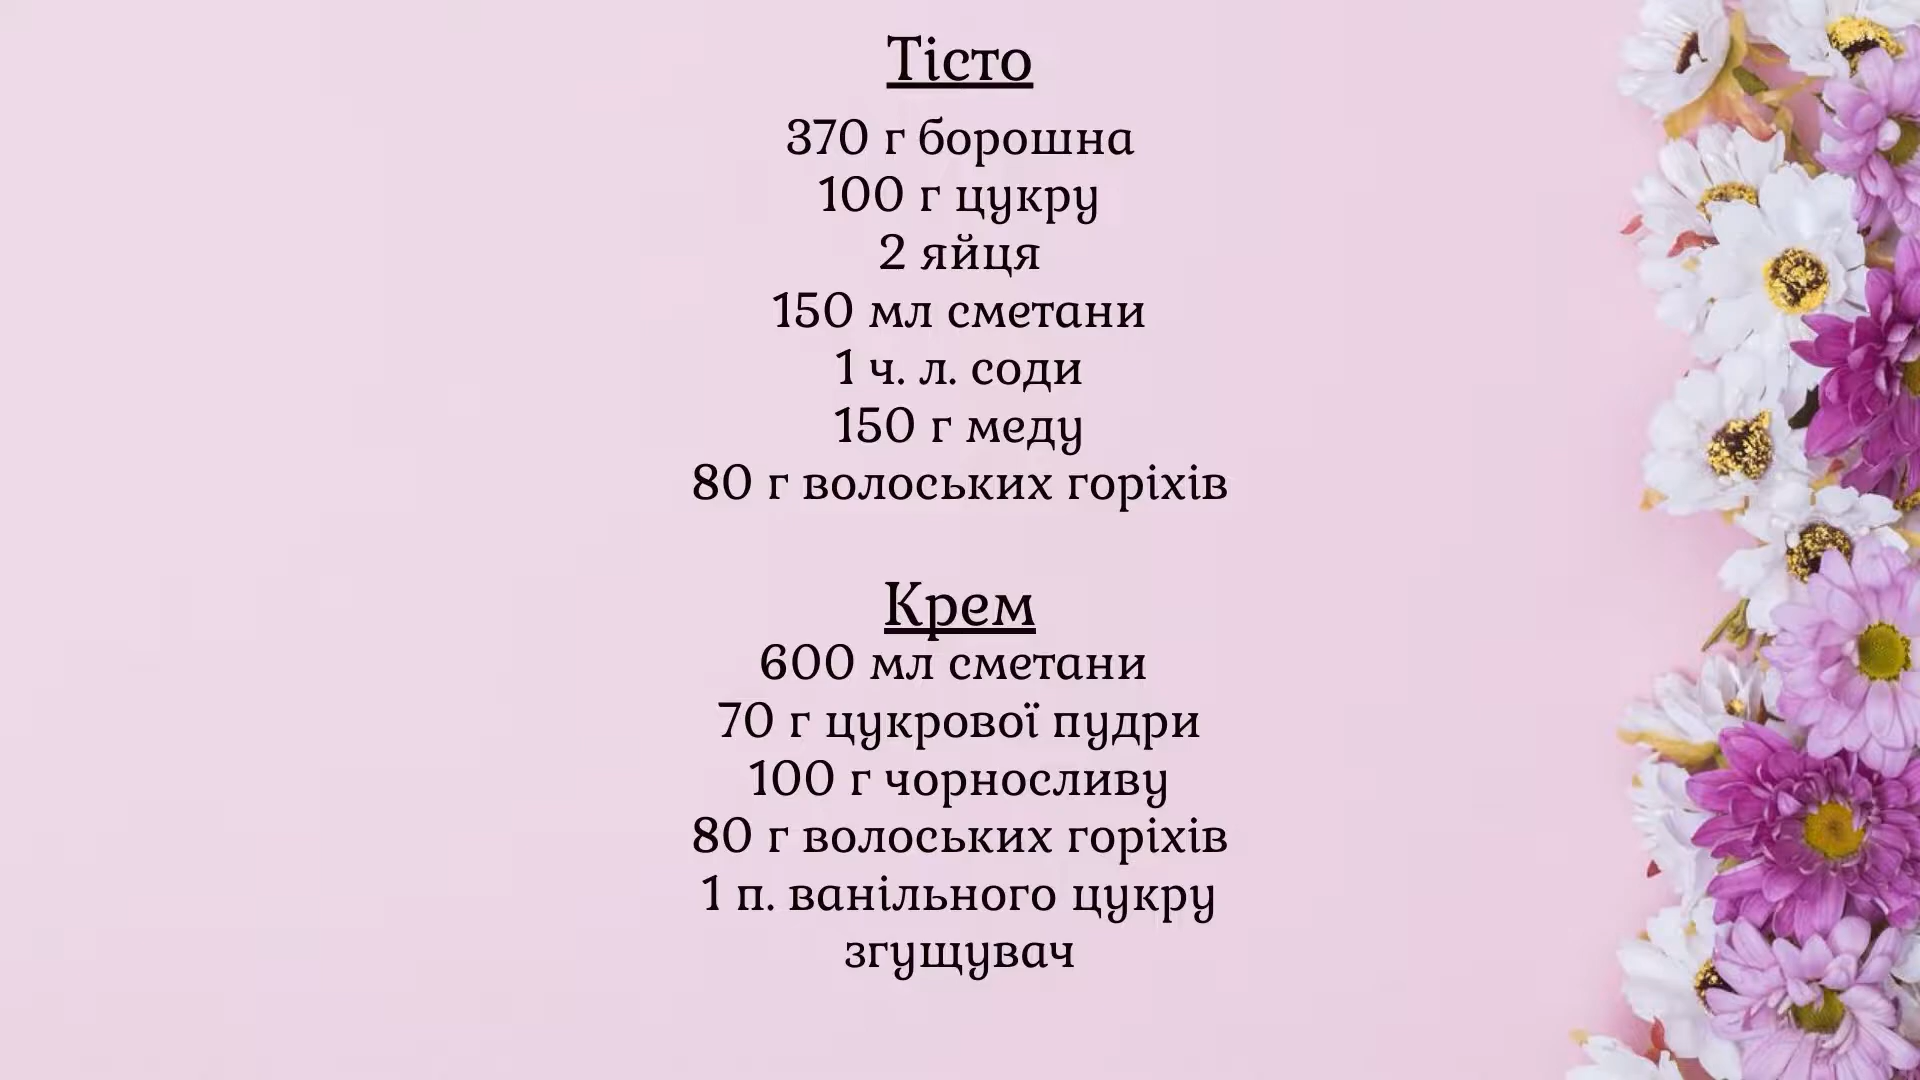 Тісто
370 г борошна
100 г цукру
2 яйця
150 мл сметани
1 ч. л. соди
150 г меду
80 г волоських горіхів
Крем
600 мл сметани
70 г цукрової пудри
100 г чорносливу
80 г волоських горіхів
1 п. ванільного цукру
згущувач